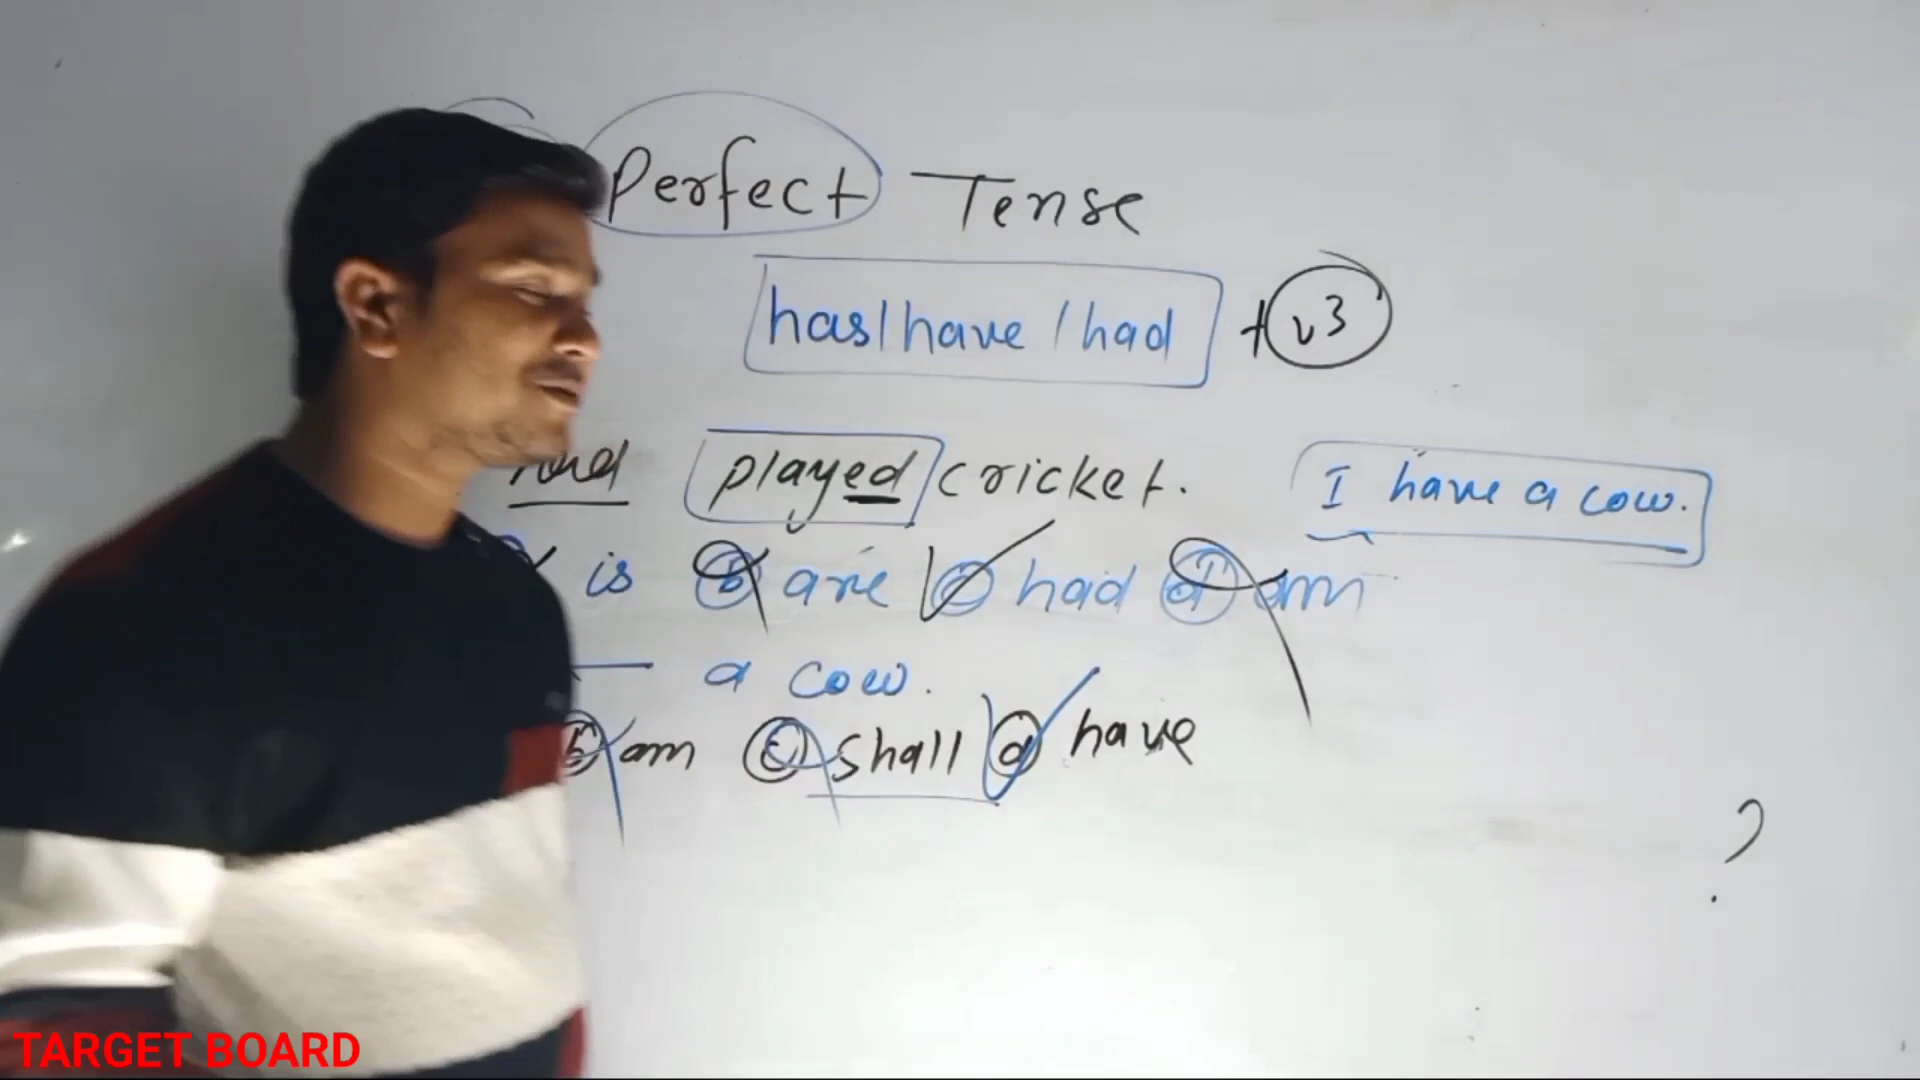 Perfect Tense
has/have/had + v3
had played cricket.
I have a cow.
is (b) are (c) had (d) am
a cow.
(b) am (c) shall (d) have
?
TARGET BOARD